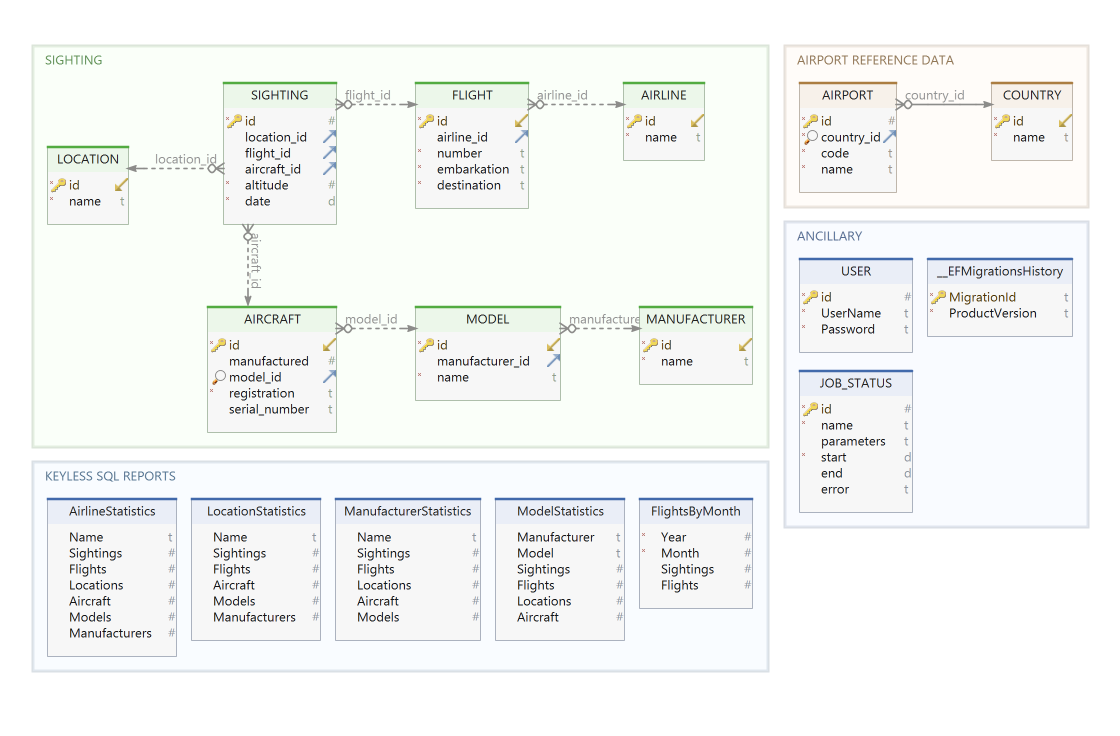 SIGHTING
SIGHTING
id #
location_id
flight_id
aircraft_id
* altitude #
* date d
flight_id
FLIGHT
id
airline_id
* number t
* embarkation t
* destination t
airline_id
AIRLINE
id
* name t
location_id
LOCATION
id
* name t
aircraft_id
AIRCRAFT
id
manufactured #
model_id
* registration t
serial_number t
model_id
MODEL
id
manufacturer_id
* name t
manufacture
MANUFACTURER
id
* name t
KEYLESS SQL REPORTS
AirlineStatistics
Name t
Sightings #
Flights #
Locations #
Aircraft #
Models #
Manufacturers #
LocationStatistics
Name t
Sightings #
Flights #
Aircraft #
Models #
Manufacturers #
ManufacturerStatistics
Name t
Sightings #
Flights #
Locations #
Aircraft #
Models #
ModelStatistics
Manufacturer t
Model t
Sightings #
Flights #
Locations #
Aircraft #
FlightsByMonth
* Year #
* Month #
Sightings #
Flights #
AIRPORT REFERENCE DATA
AIRPORT
* id #
* country_id
* code t
* name t
country_id
COUNTRY
* id
* name t
ANCILLARY
USER
* id #
* UserName t
* Password t
__EFMigrationsHistory
* MigrationId t
* ProductVersion t
JOB_STATUS
* id #
* name t
parameters t
* start d
end d
error t